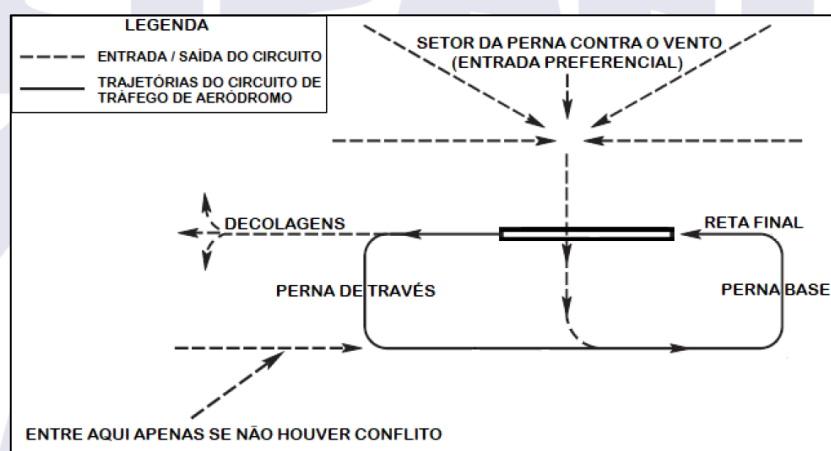 LEGENDA
ENTRADA / SAÍDA DO CIRCUITO
TRAJETÓRIAS DO CIRCUITO DE
TRÁFEGO DE AERÓDROMO
SETOR DA PERNA CONTRA O VENTO
(ENTRADA PREFERENCIAL)
DECOLAGENS
RETA FINAL
PERNA DE TRAVÉS
PERNA BASE
ENTRE AQUI APENAS SE NÃO HOUVER CONFLITO